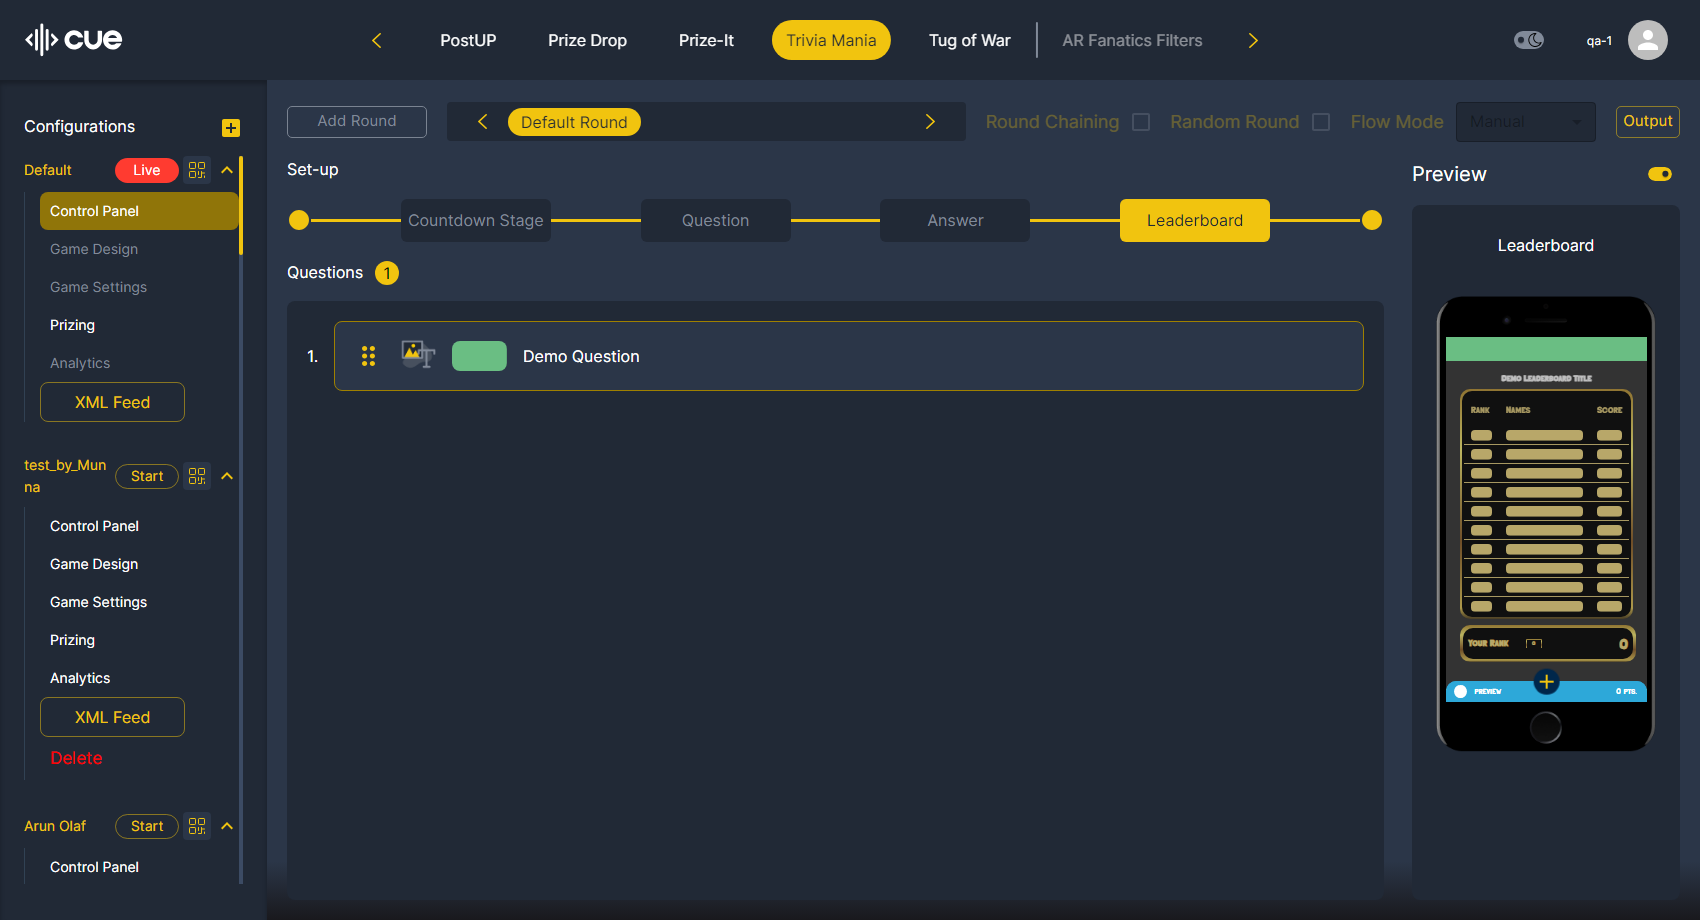 cue
PostUP
Prize Drop
Prize-It
Trivia Mania
Tug of War
AR Fanatics Filters
qa-1
Configurations
Default
Live
Control Panel
Game Design
Game Settings
Prizing
Analytics
XML Feed
test_by_Mun
na
Start
Control Panel
Game Design
Game Settings
Prizing
Analytics
XML Feed
Delete
Arun Olaf
Start
Control Panel
Add Round
Default Round
Round Chaining
Random Round
Flow Mode
Manual
Output
Set-up
Countdown Stage
Question
Answer
Leaderboard
Questions 1
1. Demo Question
Preview
Leaderboard
Demo Leaderboard Title
Rank Names Score
Your Rank 0
Preview 0 pts.